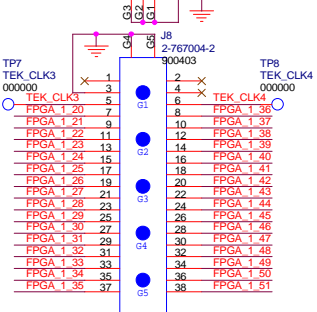 G3
G2
G1
G4
G5
J8
2-767004-2
900403
TP7
TEK_CLK3
000000
TP8
TEK_CLK4
000000
1 2
3 4
TEK_CLK3 5 6 TEK_CLK4
FPGA_1_20 7 8 FPGA_1_36
FPGA_1_21 9 10 FPGA_1_37
FPGA_1_22 11 12 FPGA_1_38
FPGA_1_23 13 14 FPGA_1_39
FPGA_1_24 15 16 FPGA_1_40
FPGA_1_25 17 18 FPGA_1_41
FPGA_1_26 19 20 FPGA_1_42
FPGA_1_27 21 22 FPGA_1_43
FPGA_1_28 23 24 FPGA_1_44
FPGA_1_29 25 26 FPGA_1_45
FPGA_1_30 27 28 FPGA_1_46
FPGA_1_31 29 30 FPGA_1_47
FPGA_1_32 31 32 FPGA_1_48
FPGA_1_33 33 34 FPGA_1_49
FPGA_1_34 35 36 FPGA_1_50
FPGA_1_35 37 38 FPGA_1_51
G1
G2
G3
G4
G5